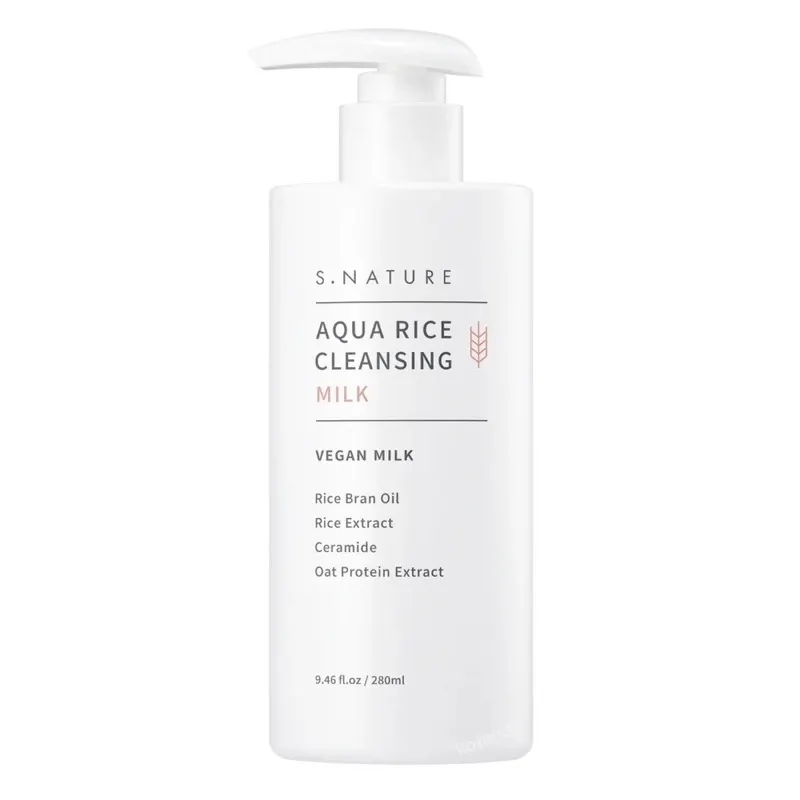 S.NATURE
AQUA RICE
CLEANSING
MILK
VEGAN MILK
Rice Bran Oil
Rice Extract
Ceramide
Oat Protein Extract
9.46 fl.oz / 280ml